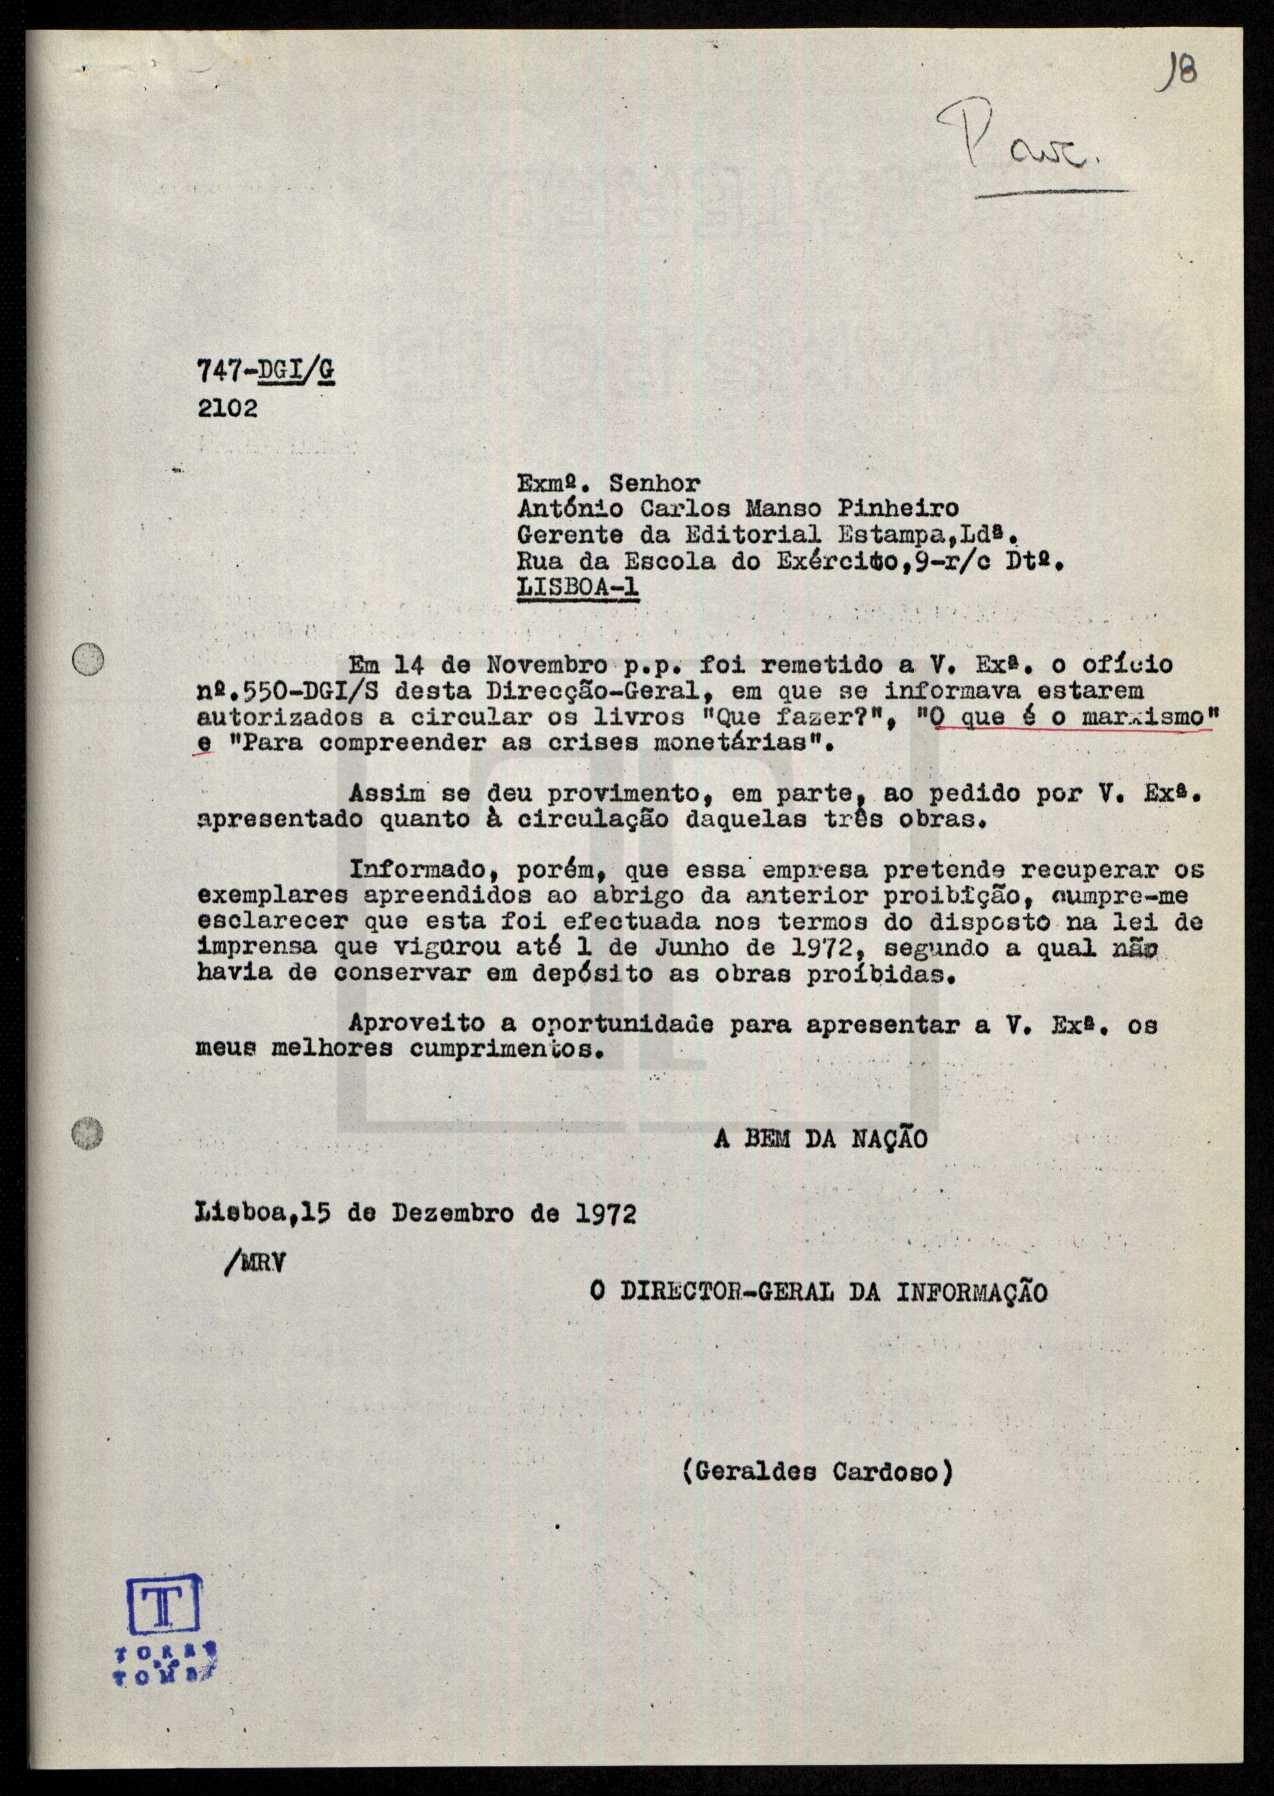 18
P arc.
747-DGI/G
2102
Exmº. Senhor
António Carlos Manso Pinheiro
Gerente da Editorial Estampa,Ldª.
Rua da Escola do Exército,9-r/c Dtº.
LISBOA-1
Em 14 de Novembro p.p. foi remetido a V. Exª. o ofício
nº.550-DGI/S desta Direcção-Geral, em que se informava estarem
autorizados a circular os livros "Que fazer?", "O que é o marxismo"
e "Para compreender as crises monetárias".
Assim se deu provimento, em parte, ao pedido por V. Exª.
apresentado quanto à circulação daquelas três obras.
Informado, porém, que essa empresa pretende recuperar os
exemplares apreendidos ao abrigo da anterior proibição, cumpre-me
esclarecer que esta foi efectuada nos termos do disposto na lei de
imprensa que vigorou até 1 de Junho de 1972, segundo a qual não
havia de conservar em depósito as obras proíbidas.
Aproveito a oportunidade para apresentar a V. Exª. os
meus melhores cumprimentos.
A BEM DA NAÇÃO
Lisboa,15 de Dezembro de 1972
/MRV
O DIRECTOR-GERAL DA INFORMAÇÃO
(Geraldes Cardoso)
T
TORRE
DO
TOMBO